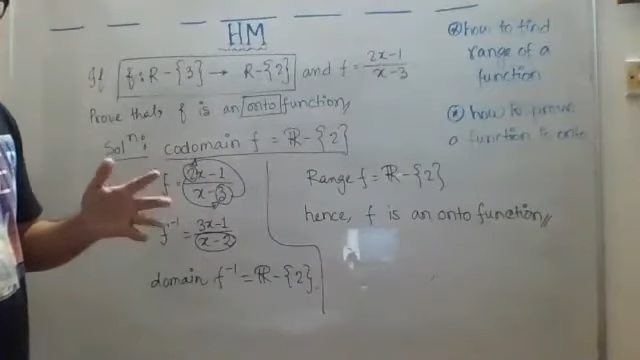 HM
If f: R-{3} → R-{2} and f = 2x-1/x-3
Prove that, f is an onto function,,
Solⁿ: codomain f = ℝ-{2}
f = 2x-1/x-3
f⁻¹ = 3x-1/x-2
domain f⁻¹ = ℝ-{2}
Range f = ℝ-{2}
hence, f is an onto function,,
how to find
range of a
function
how to prove
a function is onto